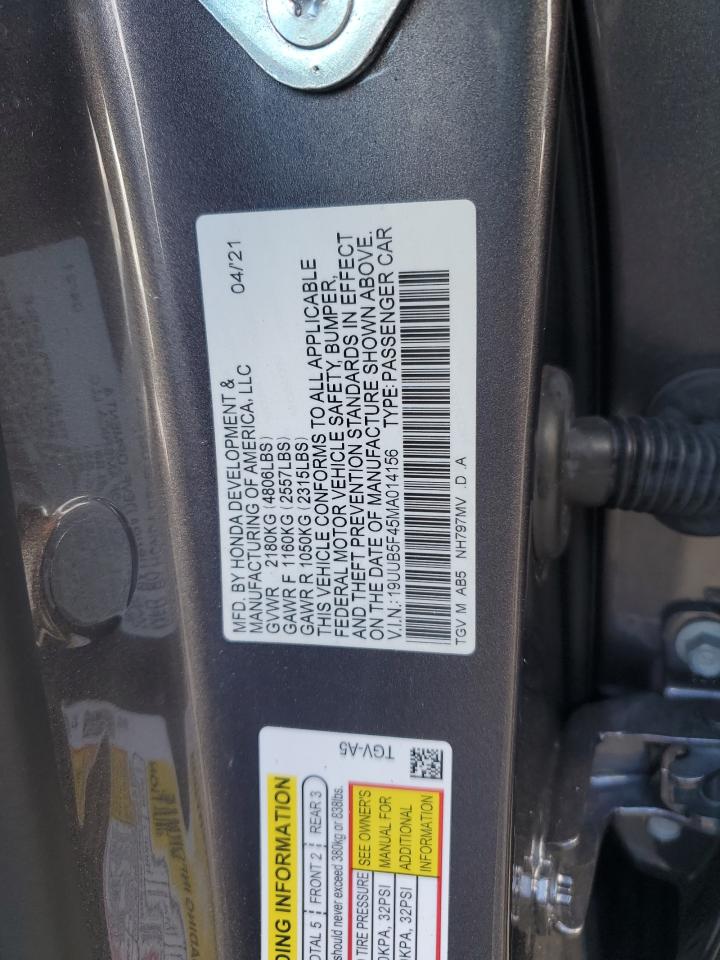 MFD. BY HONDA DEVELOPMENT &
MANUFACTURING OF AMERICA, LLC 04/'21
GVWR 2180KG (4806LBS)
GAWR F 1160KG (2557LBS)
GAWR R 1050KG (2315LBS)
THIS VEHICLE CONFORMS TO ALL APPLICABLE
FEDERAL MOTOR VEHICLE SAFETY, BUMPER,
AND THEFT PREVENTION STANDARDS IN EFFECT
ON THE DATE OF MANUFACTURE SHOWN ABOVE.
V.I.N.: 19UUB5F45MA014156 TYPE: PASSENGER CAR
TGV M AB5 NH797MV .D .A
TGV-A5
DING INFORMATION
OTAL 5 FRONT 2 REAR 3
should never exceed 380kg or 838lbs.
TIRE PRESSURE SEE OWNER'S
0KPA, 32PSI MANUAL FOR
0KPA, 32PSI ADDITIONAL
INFORMATION